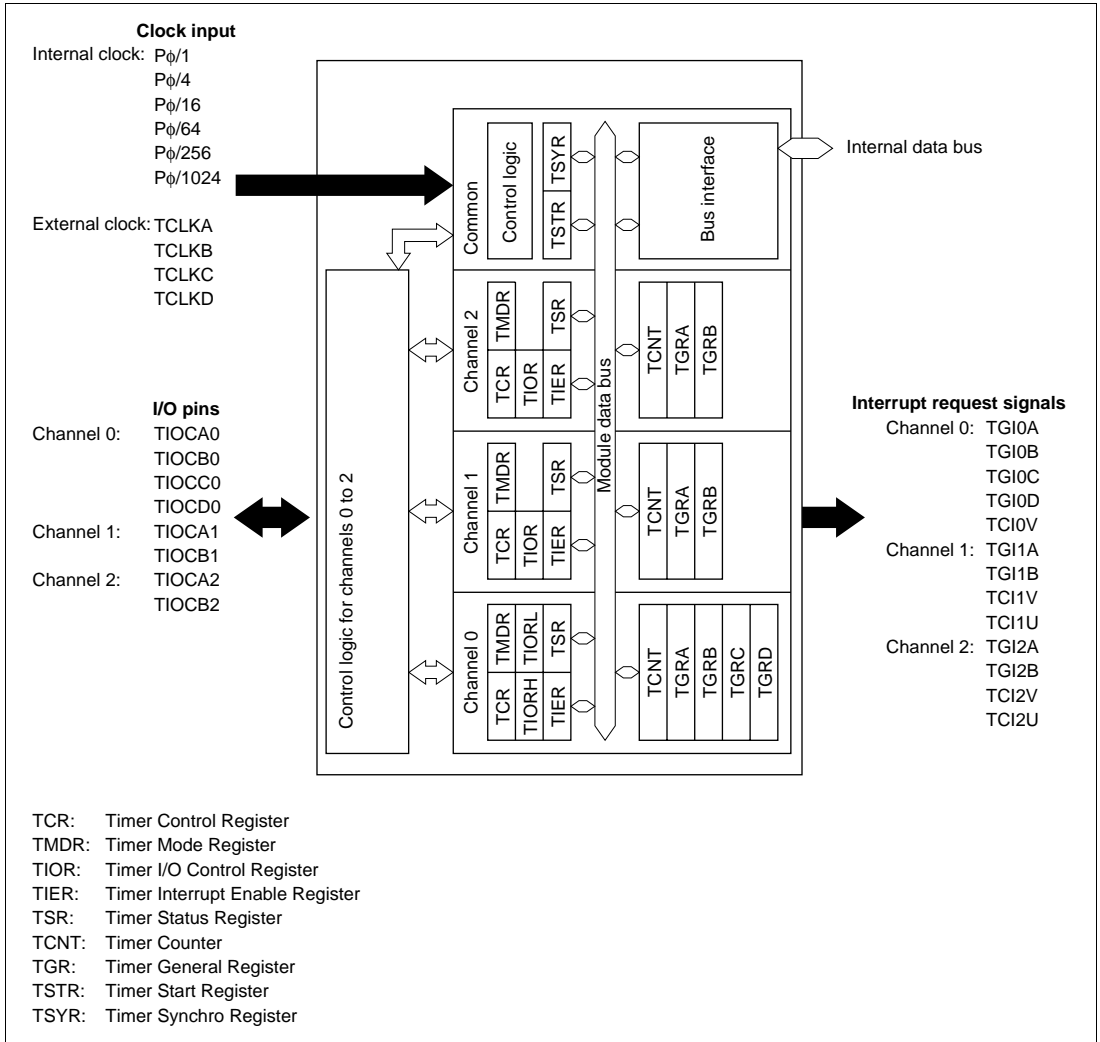 Clock input
Internal clock: Pφ/1
Pφ/4
Pφ/16
Pφ/64
Pφ/256
Pφ/1024
External clock: TCLKA
TCLKB
TCLKC
TCLKD
I/O pins
Channel 0: TIOCA0
TIOCB0
TIOCC0
TIOCD0
Channel 1: TIOCA1
TIOCB1
Channel 2: TIOCA2
TIOCB2
Control logic for channels 0 to 2
Common
Control logic
TSTR TSYR
Bus interface
Internal data bus
Module data bus
Channel 2
TCR TMDR
TIOR
TIER TSR
TCNT
TGRA
TGRB
Channel 1
TCR TMDR
TIOR
TIER TSR
TCNT
TGRA
TGRB
Channel 0
TCR TMDR
TIORH TIORL
TIER TSR
TCNT
TGRA
TGRB
TGRC
TGRD
Interrupt request signals
Channel 0: TGI0A
TGI0B
TGI0C
TGI0D
TCI0V
Channel 1: TGI1A
TGI1B
TCI1V
TCI1U
Channel 2: TGI2A
TGI2B
TCI2V
TCI2U
TCR: Timer Control Register
TMDR: Timer Mode Register
TIOR: Timer I/O Control Register
TIER: Timer Interrupt Enable Register
TSR: Timer Status Register
TCNT: Timer Counter
TGR: Timer General Register
TSTR: Timer Start Register
TSYR: Timer Synchro Register